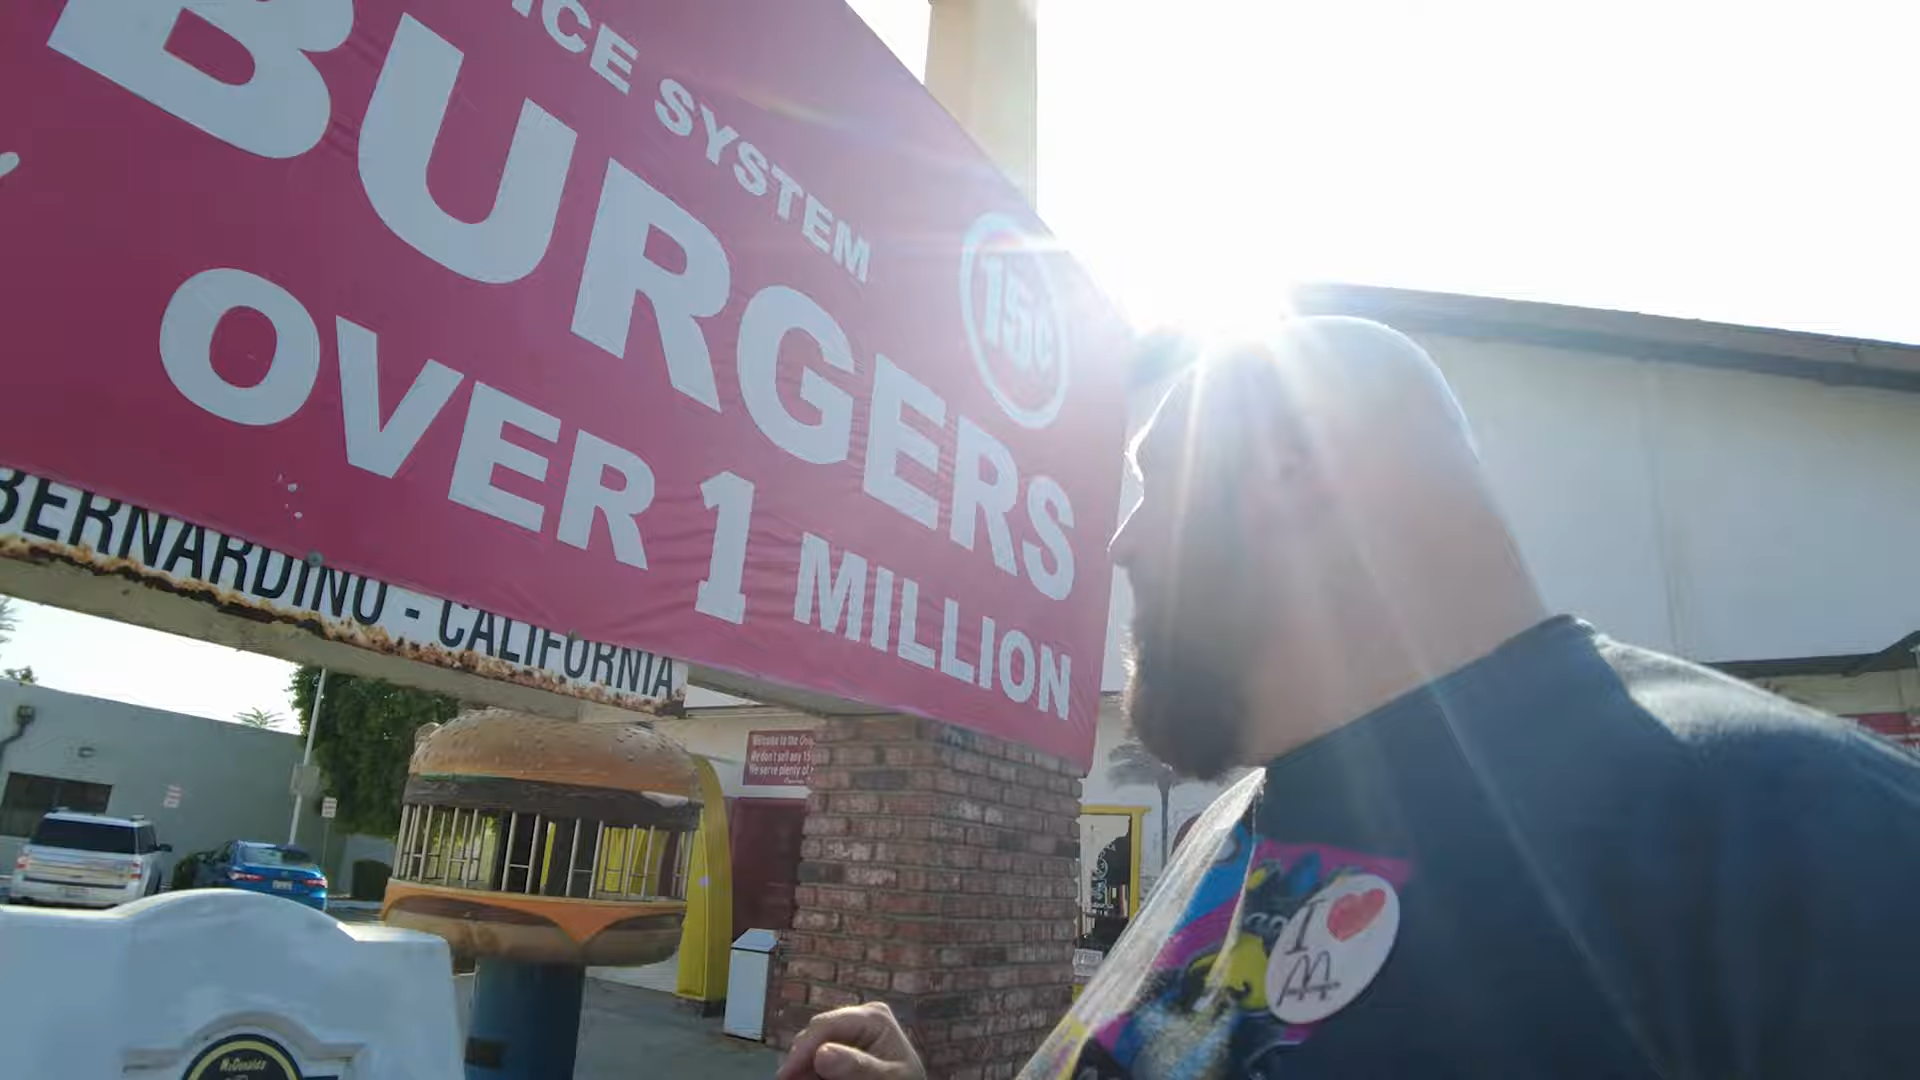 ICE SYSTEM
BURGERS
15¢
OVER 1 MILLION
BERNARDINO - CALIFORNIA
Welcome to the
We don't sell any 15
We serve plenty of
I ❤
McDonalds